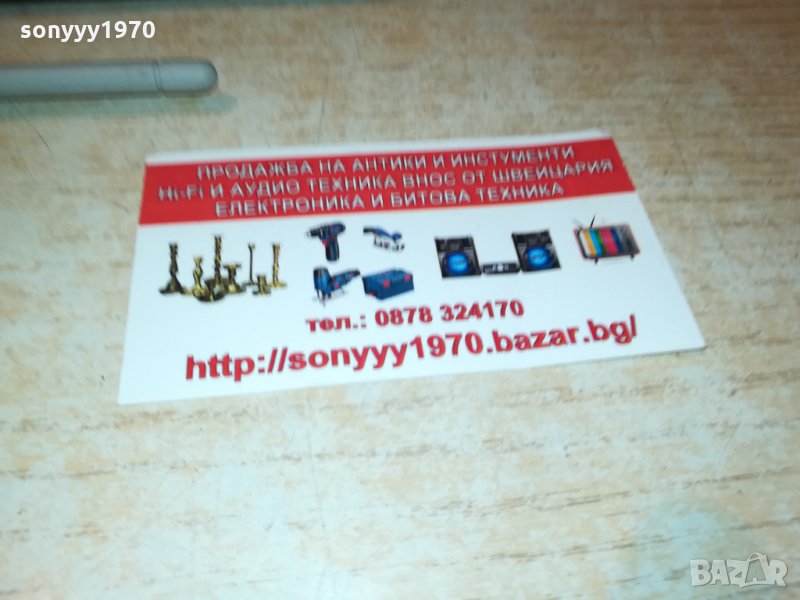 sonyyy1970
ПРОДАЖБА НА АНТИКИ И ИНСТУМЕНТИ
Hi-Fi И АУДИО ТЕХНИКА ВНОС ОТ ШВЕЙЦАРИЯ
ЕЛЕКТРОНИКА И БИТОВА ТЕХНИКА
тел.: 0878 324170
http://sonyyy1970.bazar.bg/
BAZAR